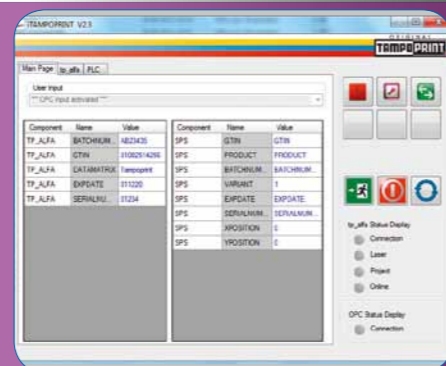 TAMPOPRINT V2.3
ORIGINAL
TAMPOPRINT
Main Page tp_alfa PLC
User Input
*** OPC input activated ***
Component Name Value
TP_ALFA BATCHNUM... AB23435
TP_ALFA GTIN
TP_ALFA DATAMATRIX Tampoprint
TP_ALFA EXPDATE 311220
TP_ALFA SERIALNU... 01234
Component Name Value
SPS GTIN GTIN
SPS PRODUCT PRODUCT
SPS BATCHNUM... BATCHNUM...
SPS VARIANT 1
SPS EXPDATE EXPDATE
SPS SERIALNUM... SERIALNUM...
SPS XPOSITION 0
SPS YPOSITION 0
tp_alfa Status Display
Connection
Laser
Project
Online
OPC Status Display
Connection